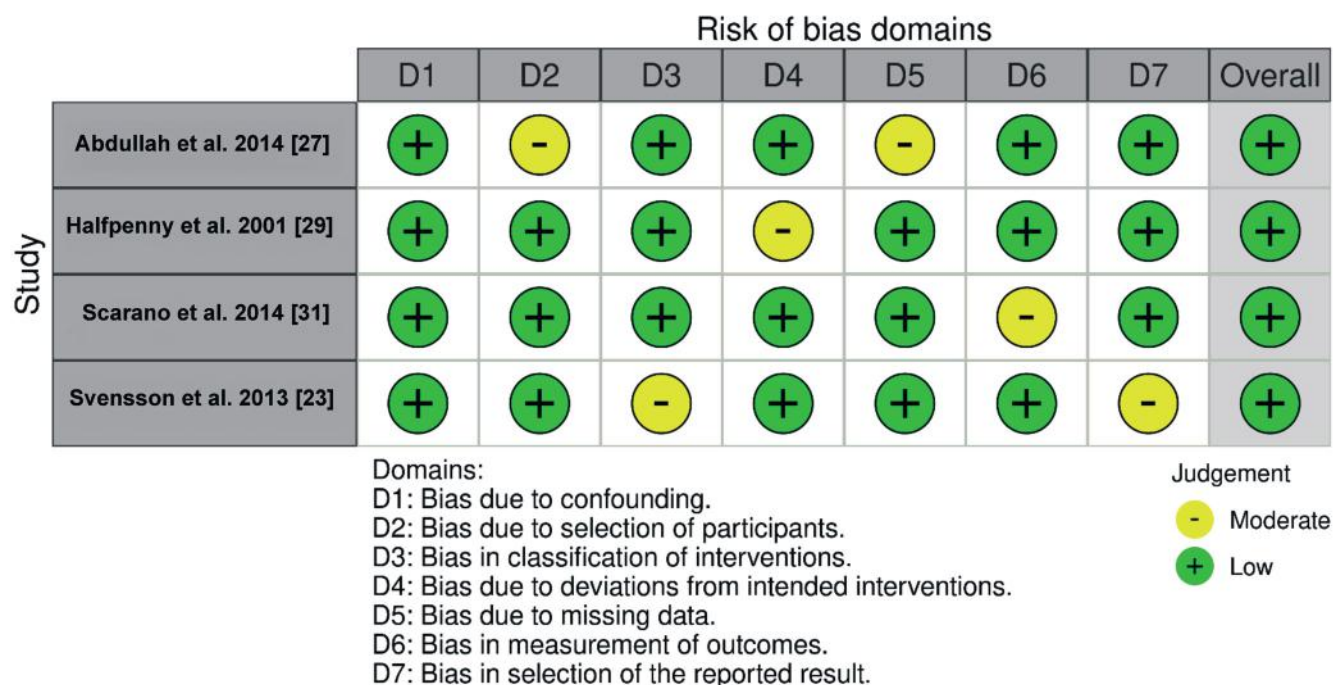 Risk of bias domains
D1 D2 D3 D4 D5 D6 D7 Overall
Study
Abdullah et al. 2014 [27] + - + + - + + +
Halfpenny et al. 2001 [29] + + + - + + + +
Scarano et al. 2014 [31] + + + + + - + +
Svensson et al. 2013 [23] + + - + + + - +
Domains:
D1: Bias due to confounding.
D2: Bias due to selection of participants.
D3: Bias in classification of interventions.
D4: Bias due to deviations from intended interventions.
D5: Bias due to missing data.
D6: Bias in measurement of outcomes.
D7: Bias in selection of the reported result.
Judgement
- Moderate
+ Low